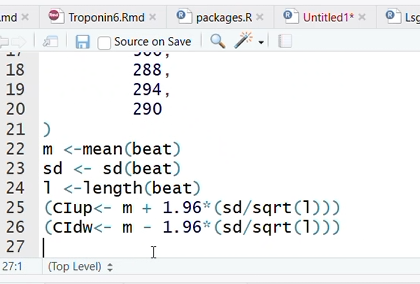 .md
Troponin6.Rmd
packages.R
Untitled1*
Lsg
Source on Save
18 288,
19 294,
20 290
21 )
22 m <-mean(beat)
23 sd <- sd(beat)
24 l <-length(beat)
25 (CIup<- m + 1.96*(sd/sqrt(l)))
26 (CIdw<- m - 1.96*(sd/sqrt(l)))
27
27:1 (Top Level)